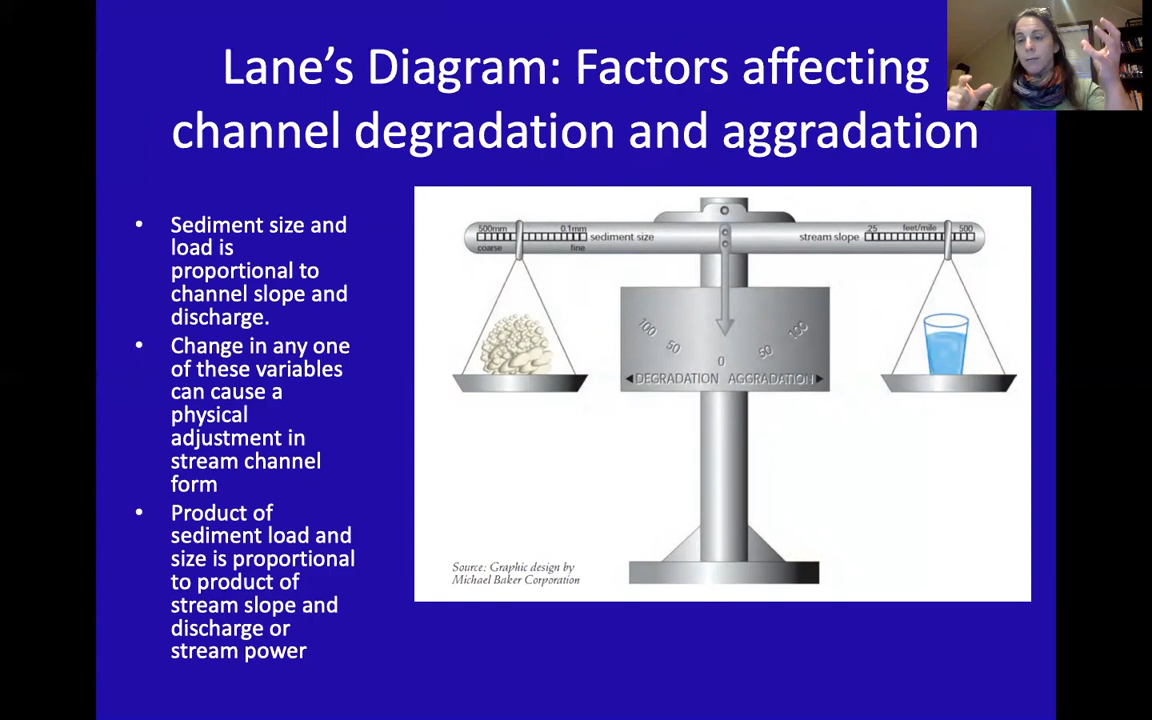 Lane's Diagram: Factors affecting
channel degradation and aggradation
• Sediment size and
load is
proportional to
channel slope and
discharge.
• Change in any one
of these variables
can cause a
physical
adjustment in
stream channel
form
• Product of
sediment load and
size is proportional
to product of
stream slope and
discharge or
stream power
500mm 0.1mm
coarse fine
sediment size
stream slope
25 feet/mile 500
100 50 0 50 100
DEGRADATION AGGRADATION
Source: Graphic design by
Michael Baker Corporation